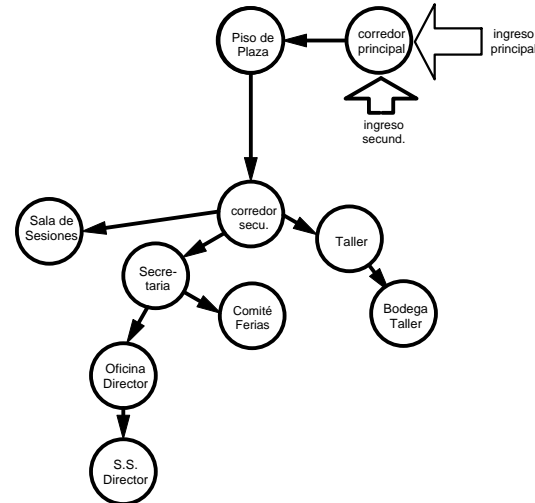 Piso de
Plaza
corredor
principal
ingreso
principal
ingreso
secund.
Sala de
Sesiones
corredor
secu.
Taller
Secre-
taria
Comité
Ferias
Bodega
Taller
Oficina
Director
S.S.
Director